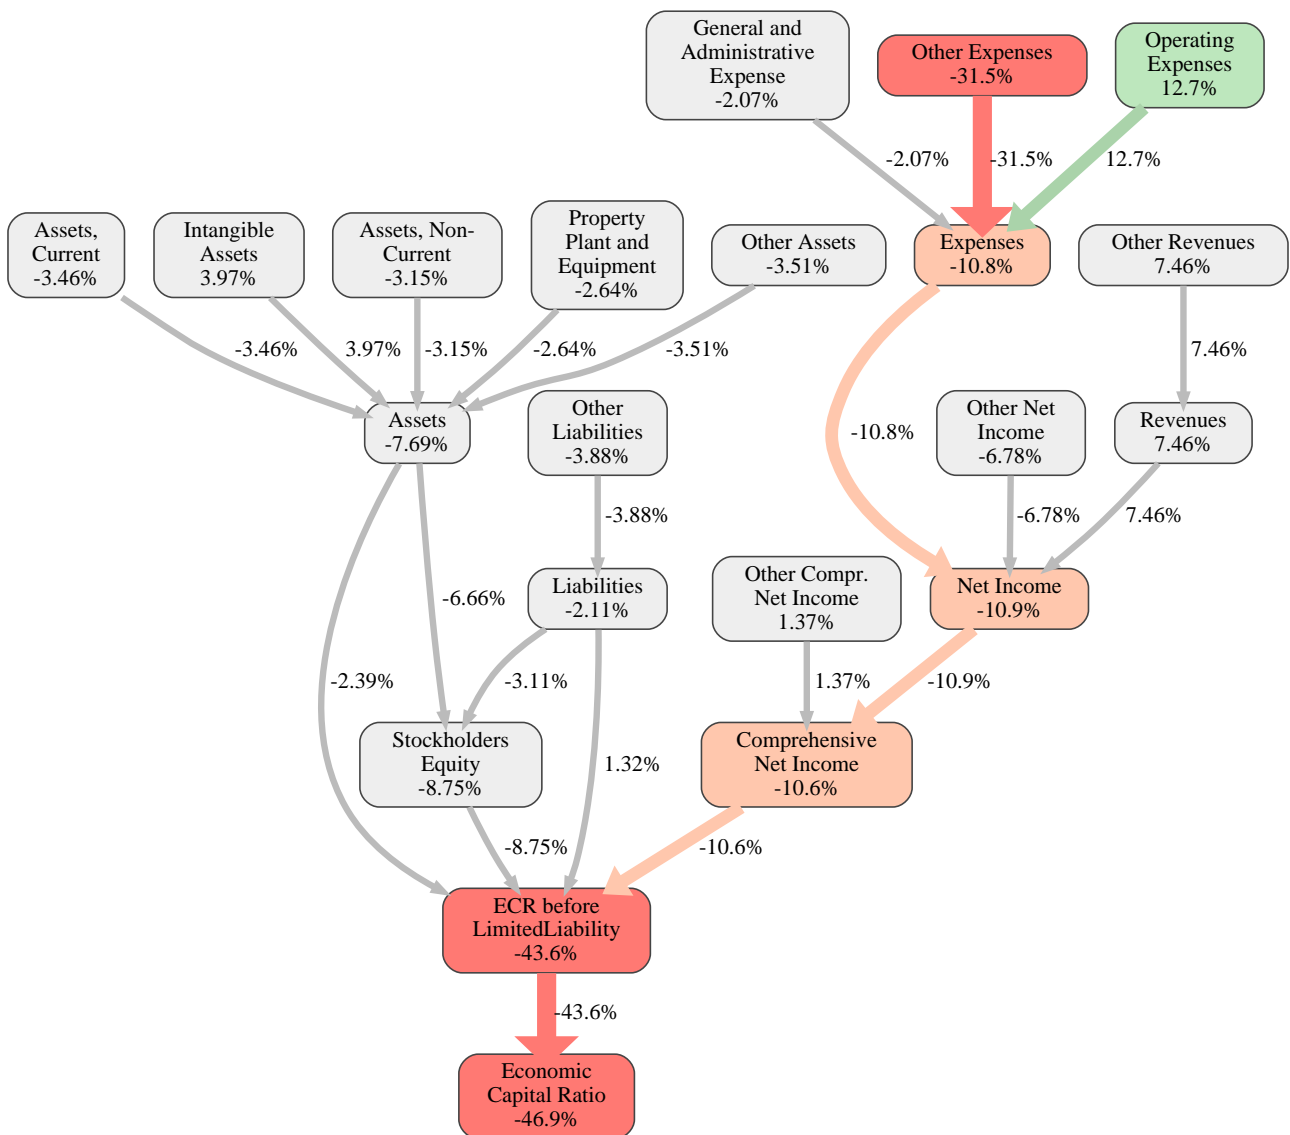 General and
Administrative
Expense
-2.07%
Other Expenses
-31.5%
Operating
Expenses
12.7%
-2.07%
-31.5%
12.7%
Assets,
Current
-3.46%
Intangible
Assets
3.97%
Assets, Non-
Current
-3.15%
Property
Plant and
Equipment
-2.64%
Other Assets
-3.51%
Expenses
-10.8%
Other Revenues
7.46%
-3.46%
3.97%
-3.15%
-2.64%
-3.51%
7.46%
Assets
-7.69%
Other
Liabilities
-3.88%
-10.8%
Other Net
Income
-6.78%
Revenues
7.46%
-3.88%
-6.78%
7.46%
-6.66%
Liabilities
-2.11%
Other Compr.
Net Income
1.37%
Net Income
-10.9%
-2.39%
-3.11%
1.37%
-10.9%
Stockholders
Equity
-8.75%
1.32%
Comprehensive
Net Income
-10.6%
-8.75%
-10.6%
ECR before
LimitedLiability
-43.6%
-43.6%
Economic
Capital Ratio
-46.9%